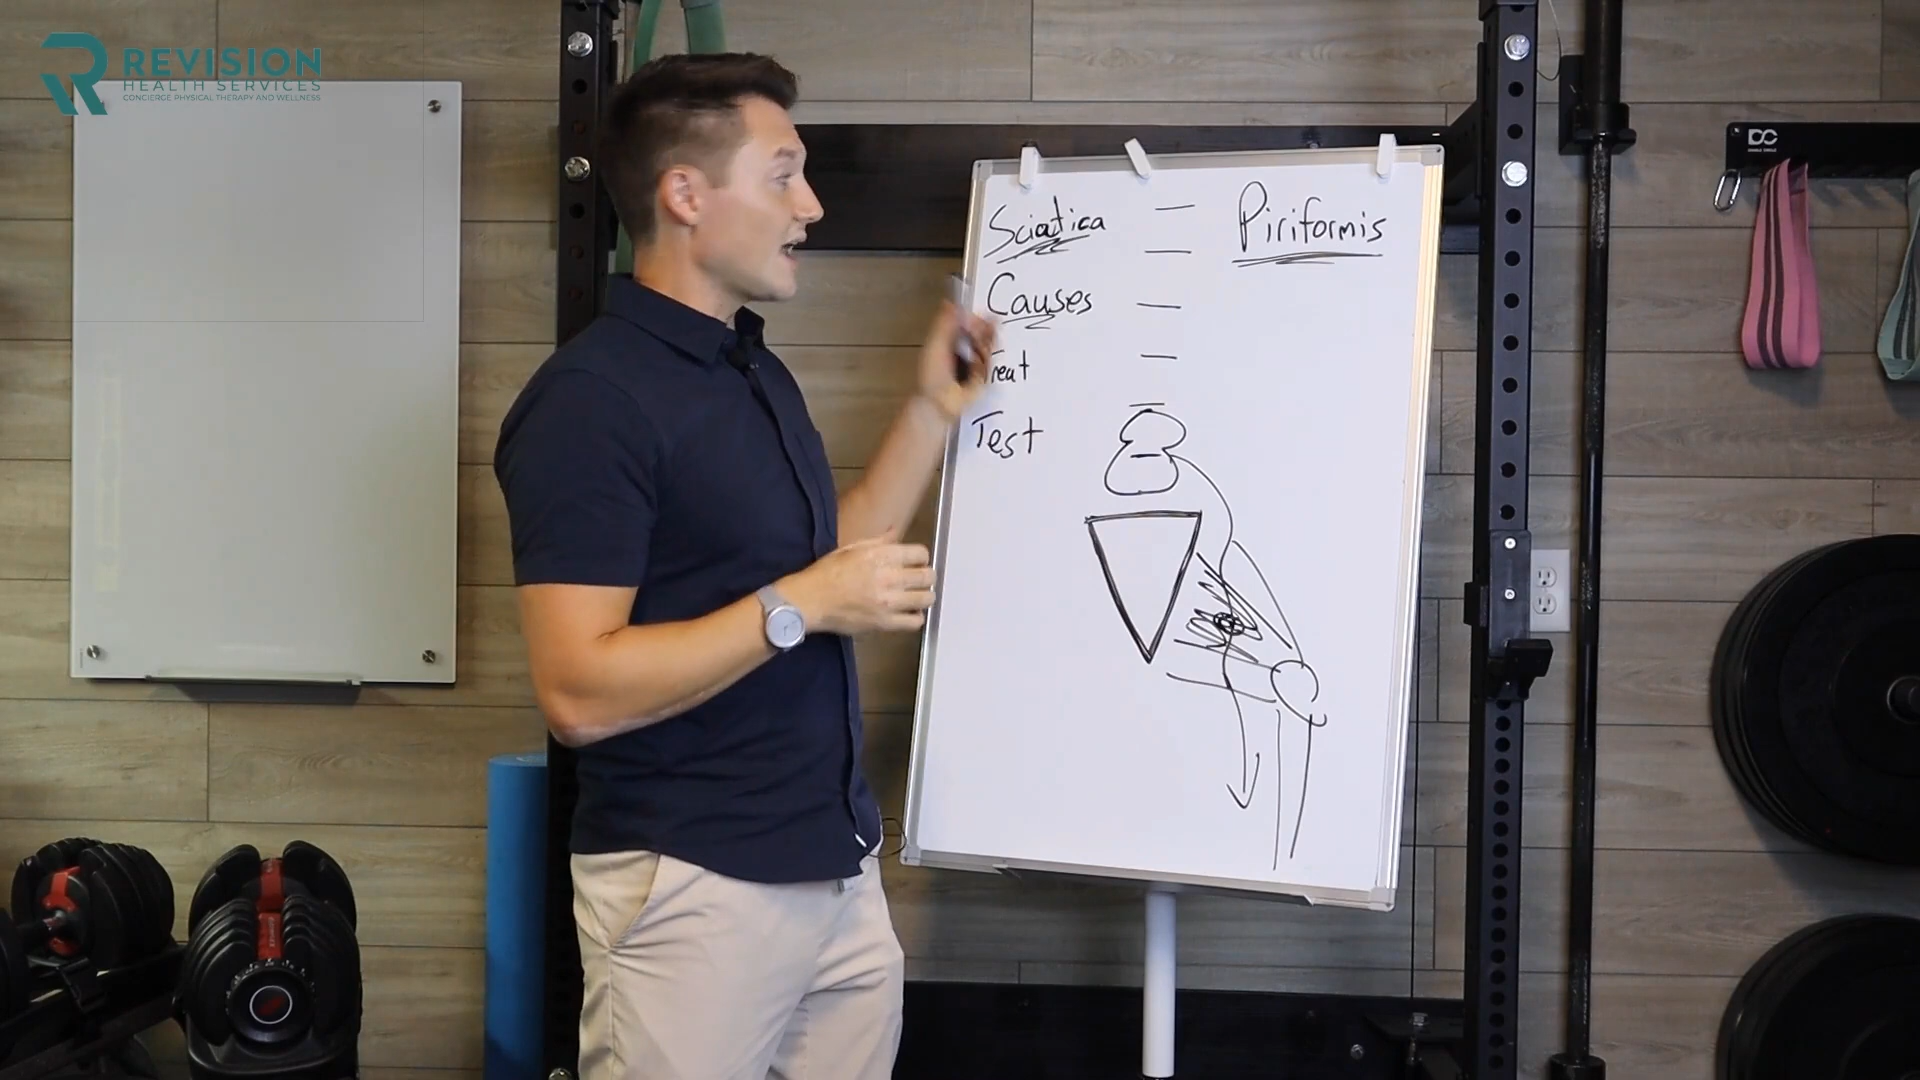 REVISION
HEALTH SERVICES
CONCIERGE PHYSICAL THERAPY AND WELLNESS
Sciatica
Piriformis
Causes
Treat
Test
DC